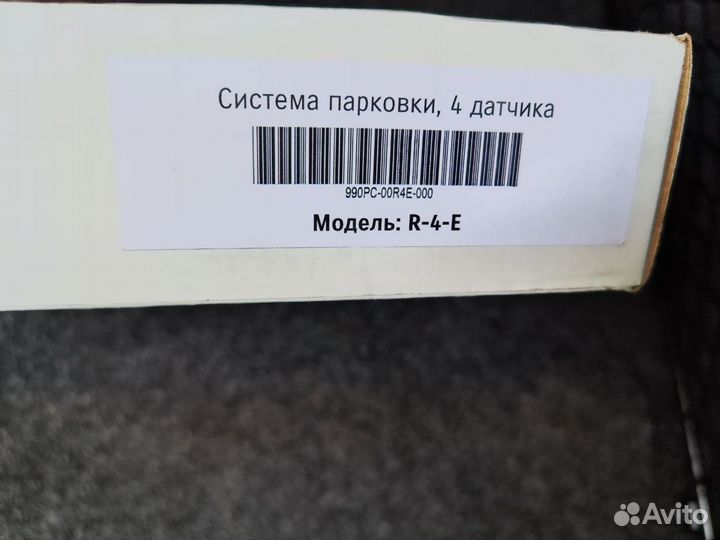 Система парковки, 4 датчика
990PC-00R4E-000
Модель: R-4-E
Avito